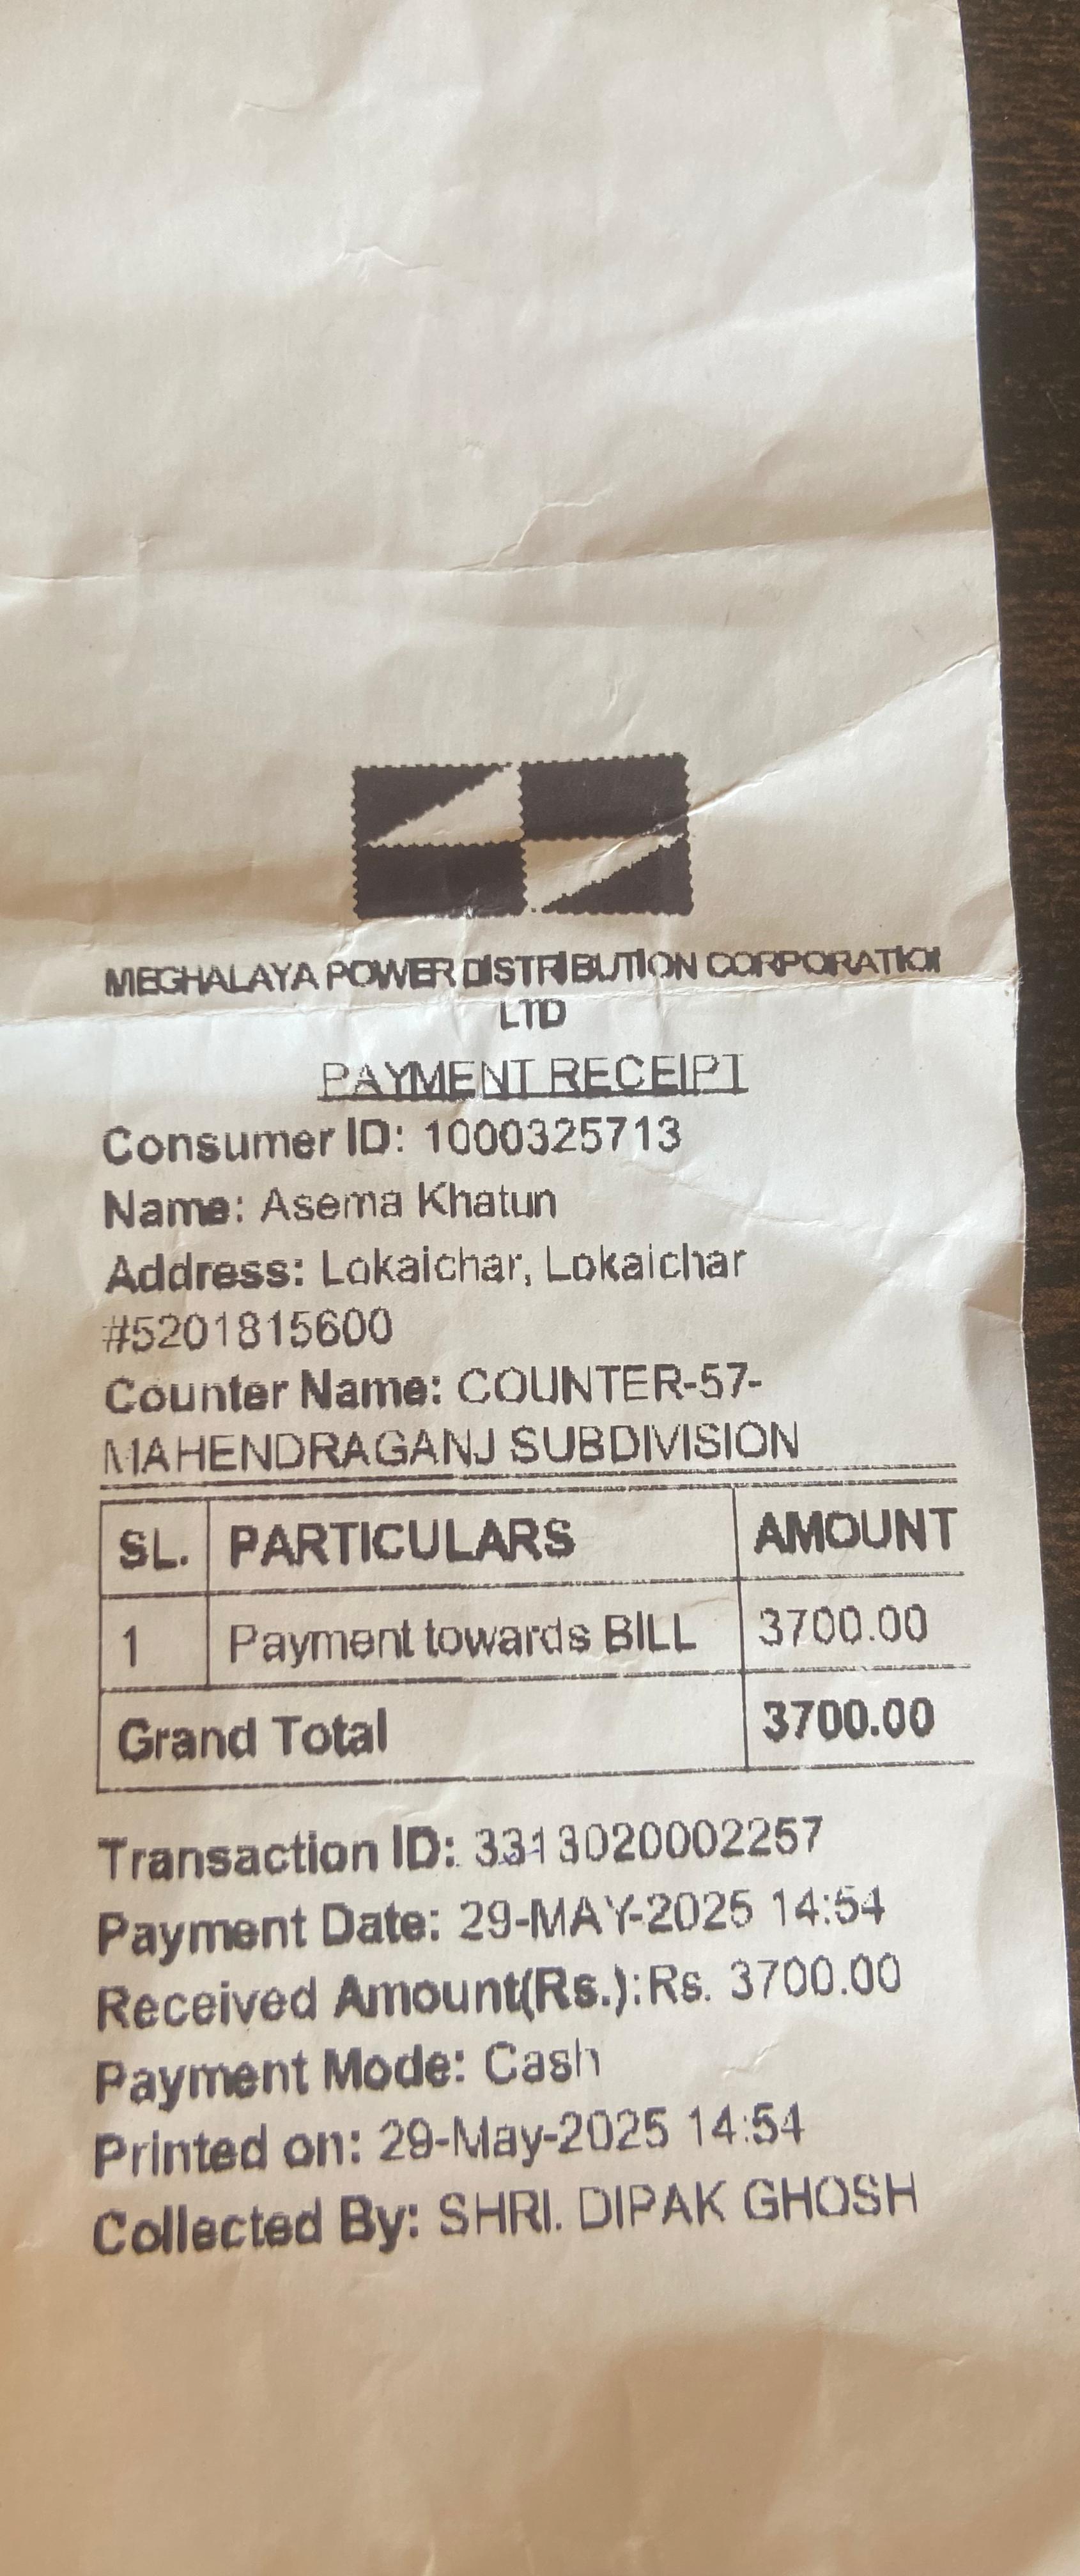 MEGHALAYA POWER DISTRIBUTION CORPORATION
LTD
PAYMENT RECEIPT
Consumer ID: 1000325713
Name: Asema Khatun
Address: Lokaichar, Lokaichar
#5201815600
Counter Name: COUNTER-57-
MAHENDRAGANJ SUBDIVISION
SL. PARTICULARS AMOUNT
1 Payment towards BILL 3700.00
Grand Total 3700.00
Transaction ID: 3313020002257
Payment Date: 29-MAY-2025 14:54
Received Amount(Rs.):Rs. 3700.00
Payment Mode: Cash
Printed on: 29-May-2025 14:54
Collected By: SHRI. DIPAK GHOSH